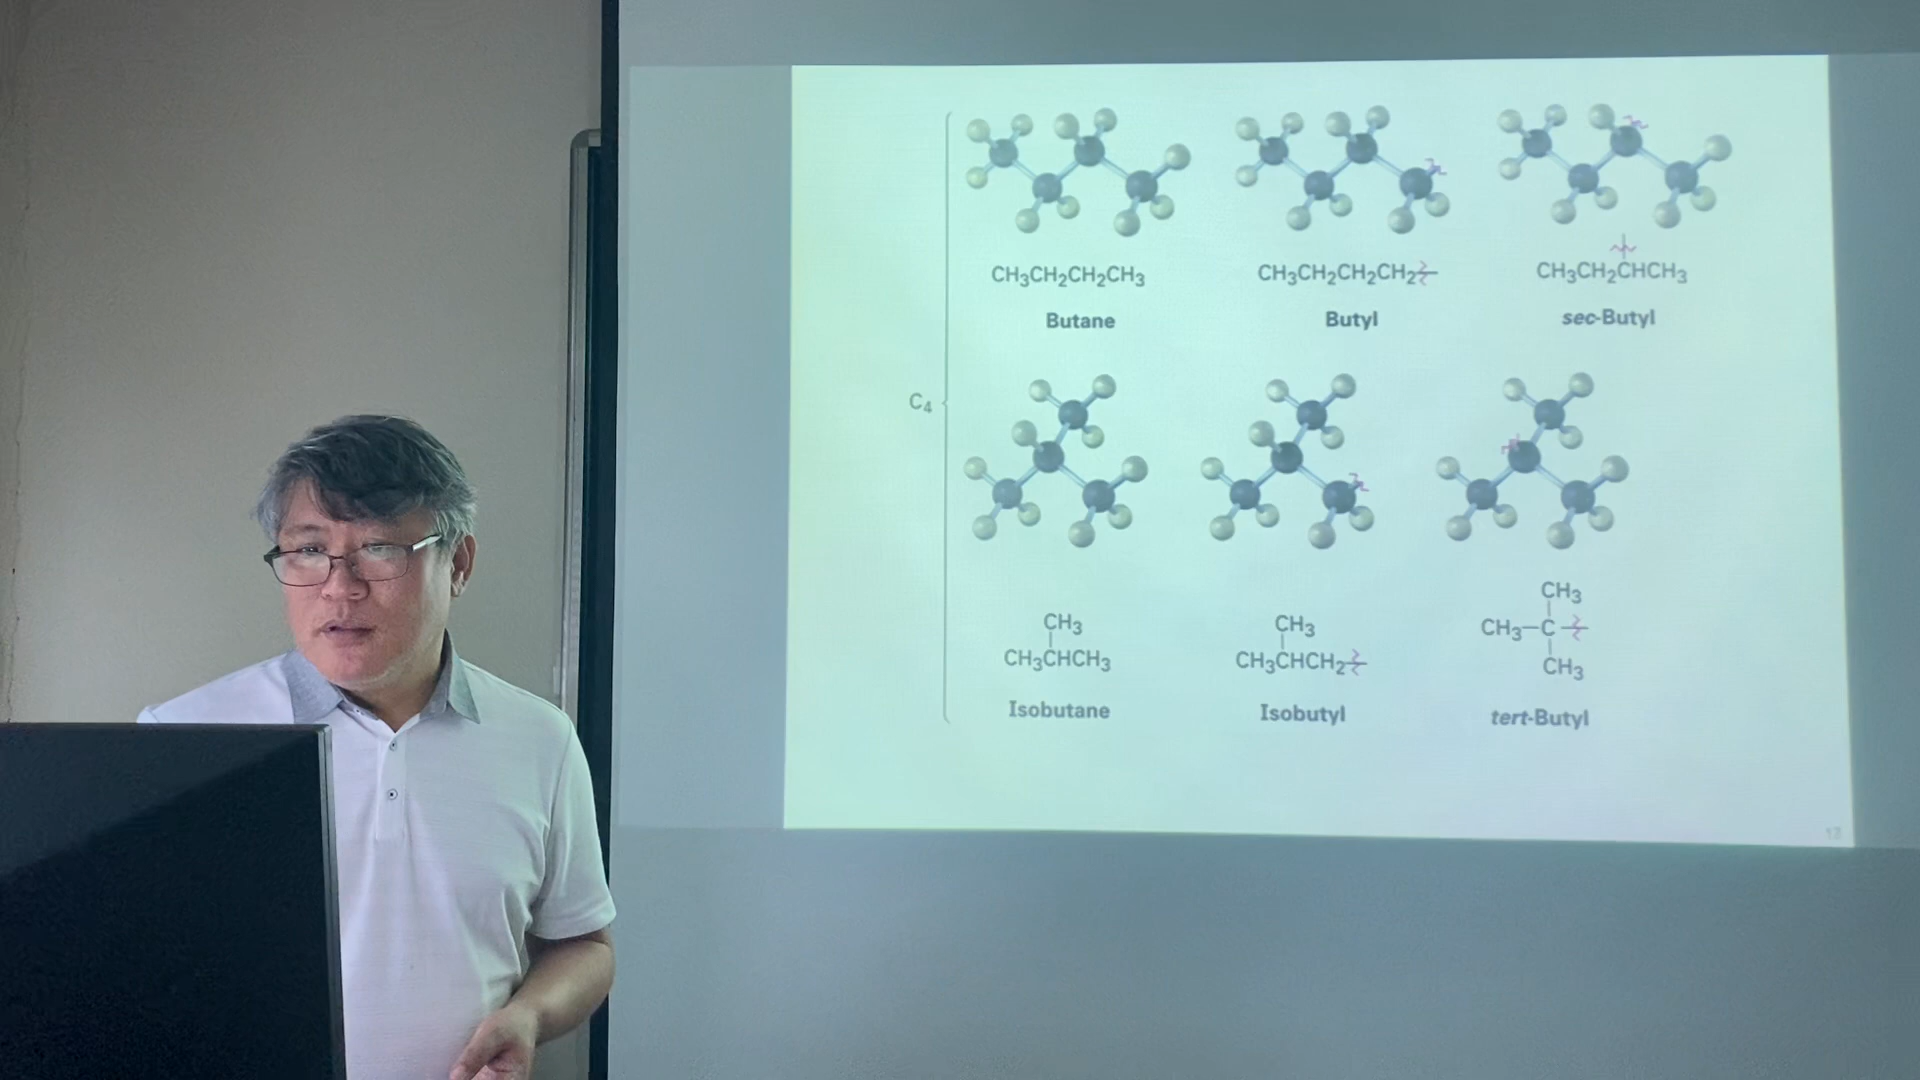 CH3CH2CH2CH3
Butane
CH3CH2CH2CH2
Butyl
CH3CH2CHCH3
sec-Butyl
C4
CH3
CH3CHCH3
Isobutane
CH3
CH3CHCH2
Isobutyl
CH3
CH3-C
CH3
tert-Butyl